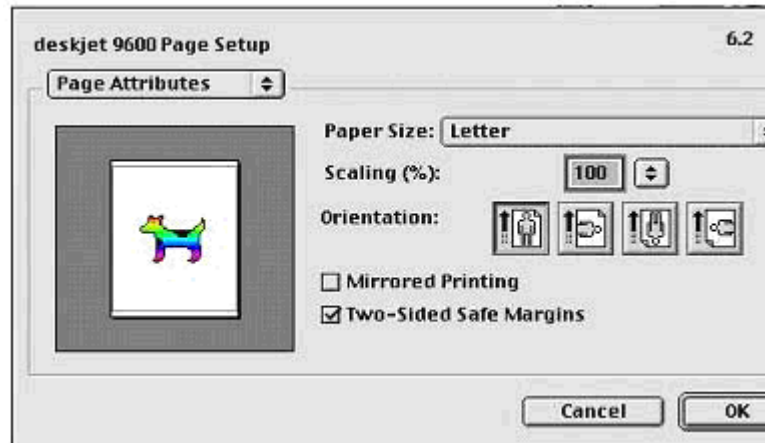 deskjet 9600 Page Setup
6.2
Page Attributes
Paper Size: Letter
Scaling (%): 100
Orientation:
Mirrored Printing
Two-Sided Safe Margins
Cancel
OK